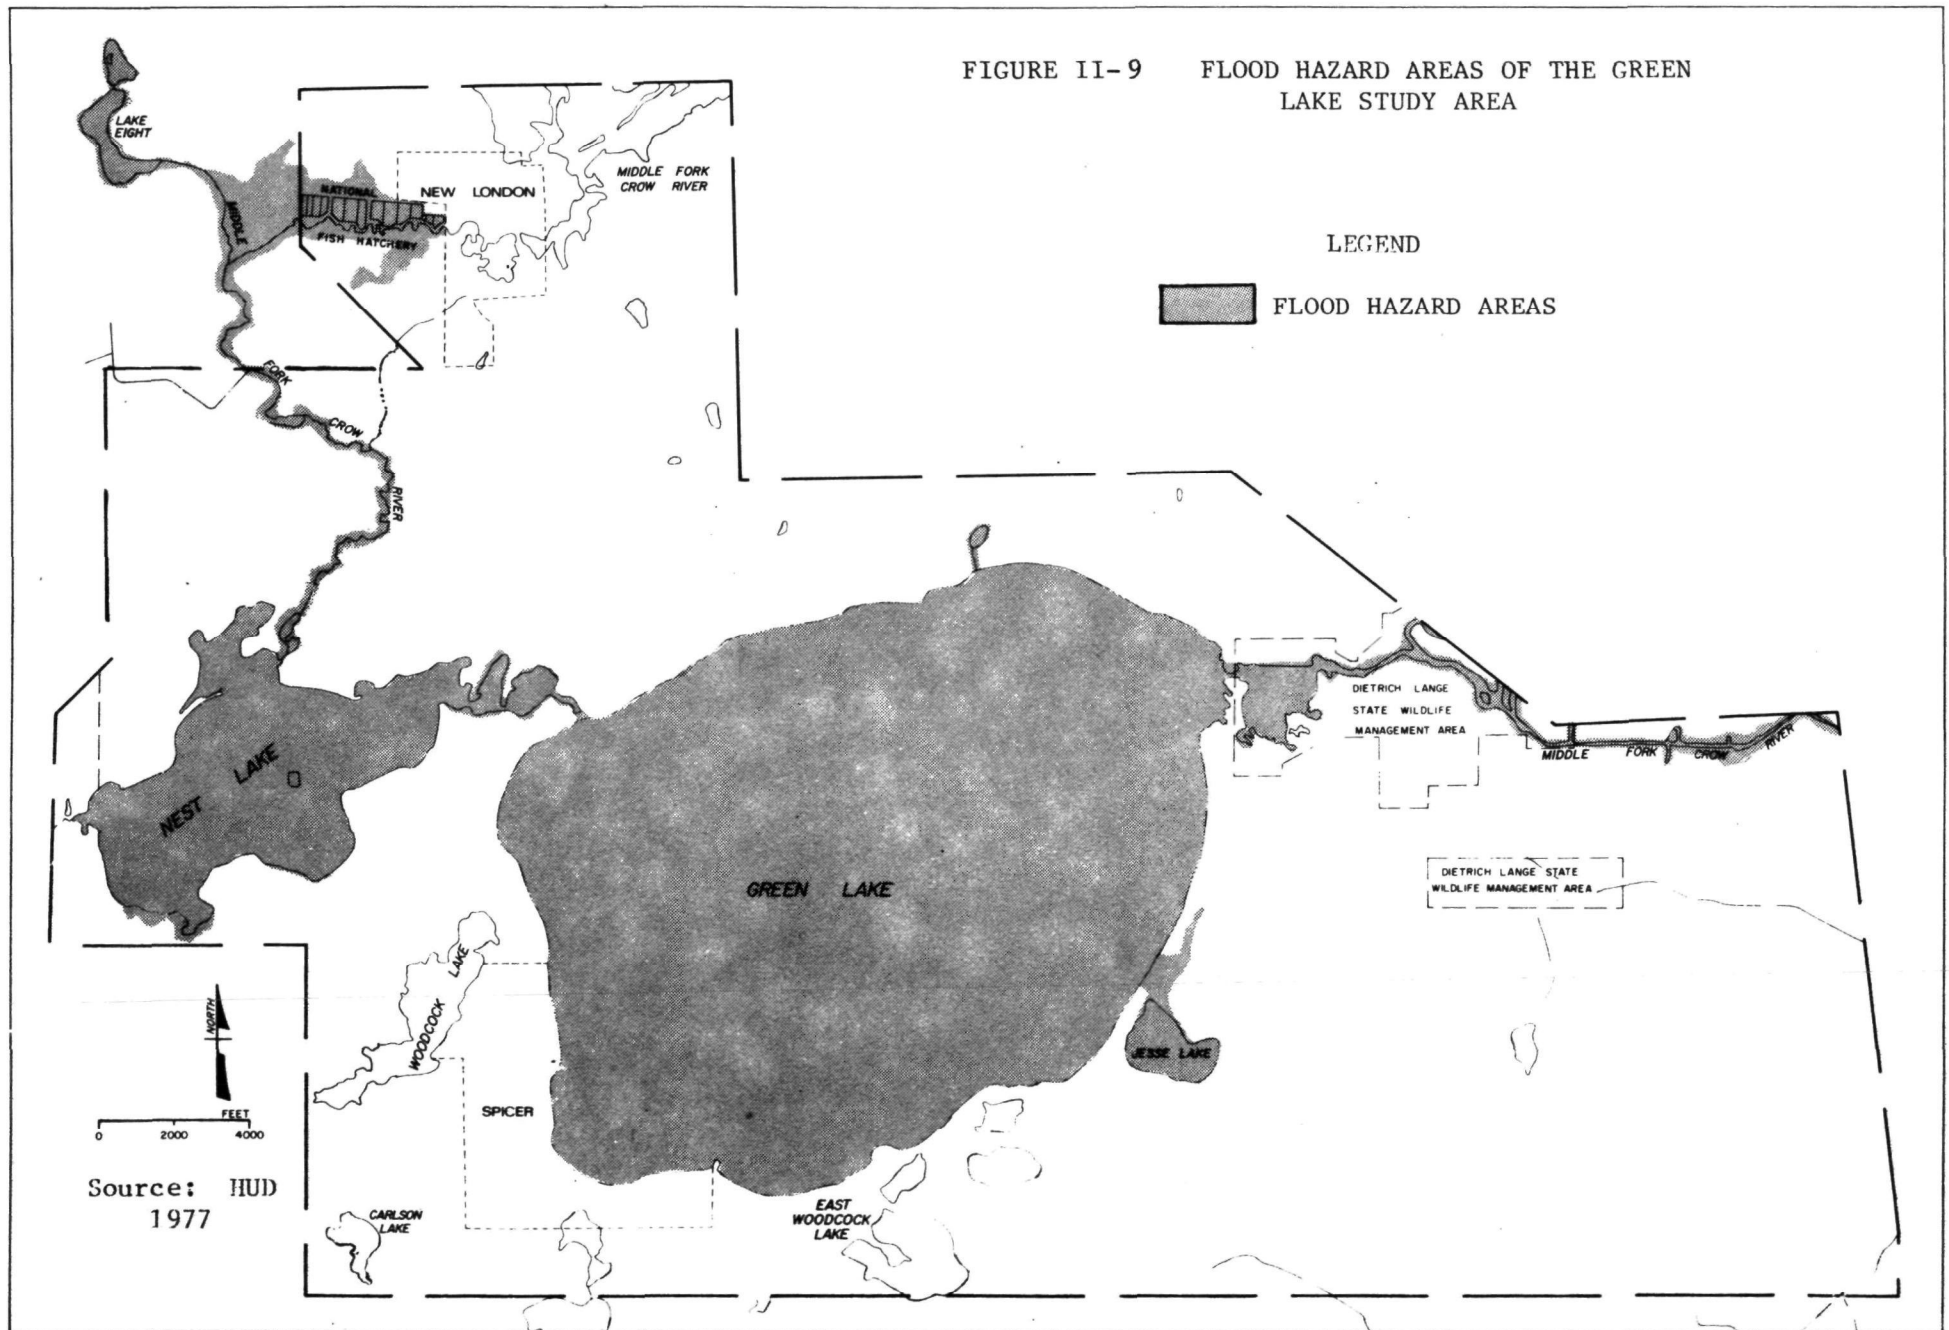 FIGURE II-9 FLOOD HAZARD AREAS OF THE GREEN
LAKE STUDY AREA
LEGEND
FLOOD HAZARD AREAS
LAKE
EIGHT
NATIONAL
FISH HATCHERY
NEW LONDON
MIDDLE FORK
CROW RIVER
MIDDLE
FORK
CROW
RIVER
NEST LAKE
GREEN LAKE
DIETRICH LANGE
STATE WILDLIFE
MANAGEMENT AREA
MIDDLE FORK CROW RIVER
DIETRICH LANGE STATE
WILDLIFE MANAGEMENT AREA
WOODCOCK LAKE
JESSE LAKE
SPICER
EAST
WOODCOCK
LAKE
CARLSON
LAKE
NORTH
FEET
0 2000 4000
Source: HUD
1977